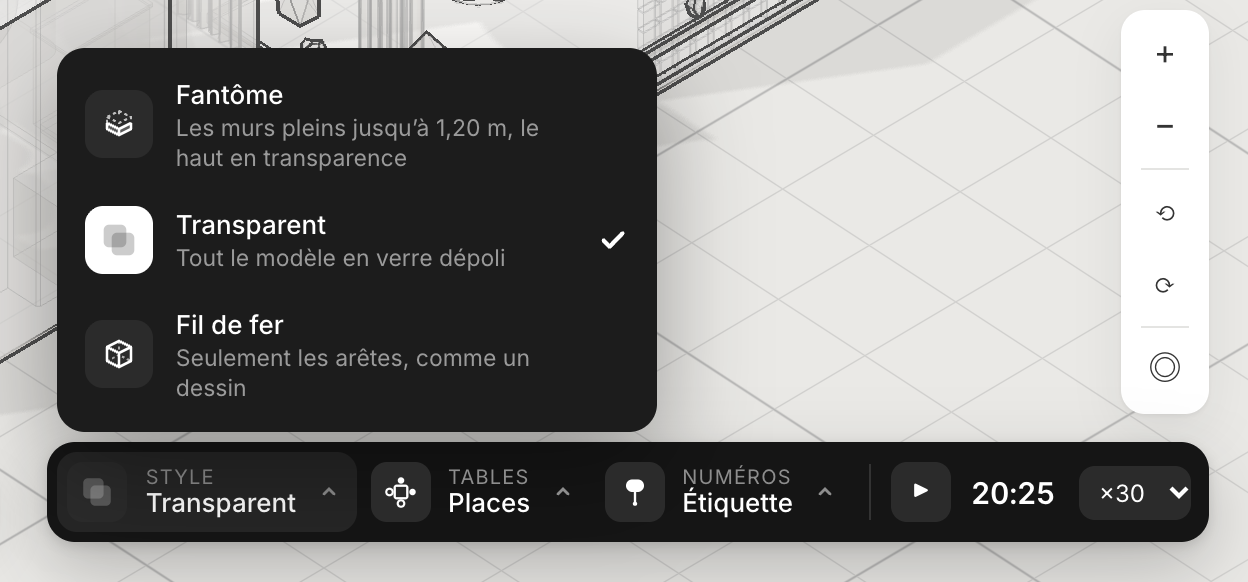 Fantôme
Les murs pleins jusqu’à 1,20 m, le
haut en transparence
Transparent
Tout le modèle en verre dépoli
Fil de fer
Seulement les arêtes, comme un
dessin
STYLE
Transparent
TABLES
Places
NUMÉROS
Étiquette
20:25
×30